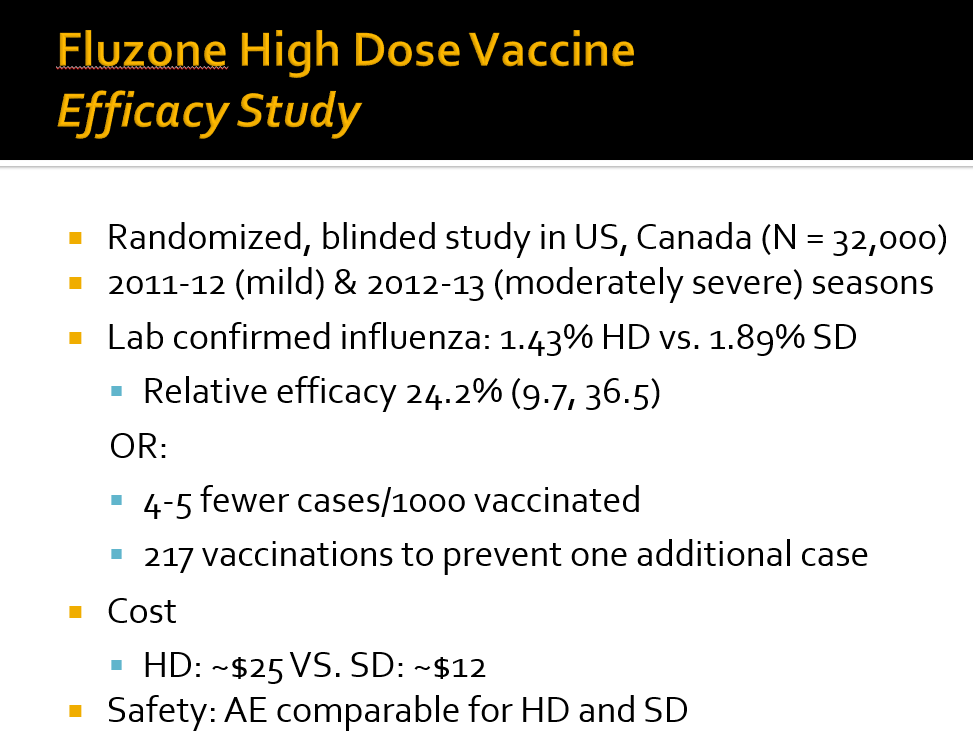 Fluzone High Dose Vaccine
Efficacy Study
Randomized, blinded study in US, Canada (N = 32,000)
2011-12 (mild) & 2012-13 (moderately severe) seasons
Lab confirmed influenza: 1.43% HD vs. 1.89% SD
Relative efficacy 24.2% (9.7, 36.5)
OR:
4-5 fewer cases/1000 vaccinated
217 vaccinations to prevent one additional case
Cost
HD: ~$25 VS. SD: ~$12
Safety: AE comparable for HD and SD